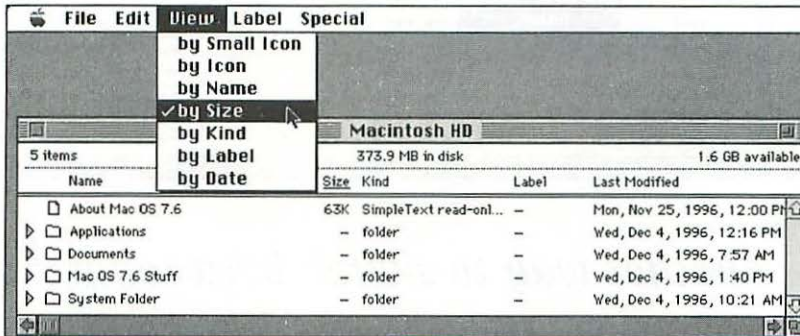 File Edit View Label Special
by Small Icon
by Icon
by Name
✓by Size
by Kind
by Label
by Date
Macintosh HD
5 items 373.9 MB in disk 1.6 GB available
Name Size Kind Label Last Modified
About Mac OS 7.6 63K SimpleText read-onl... – Mon, Nov 25, 1996, 12:00 PM
Applications – folder – Wed, Dec 4, 1996, 12:16 PM
Documents – folder – Wed, Dec 4, 1996, 7:57 AM
Mac OS 7.6 Stuff – folder – Wed, Dec 4, 1996, 1:40 PM
System Folder – folder – Wed, Dec 4, 1996, 10:21 AM